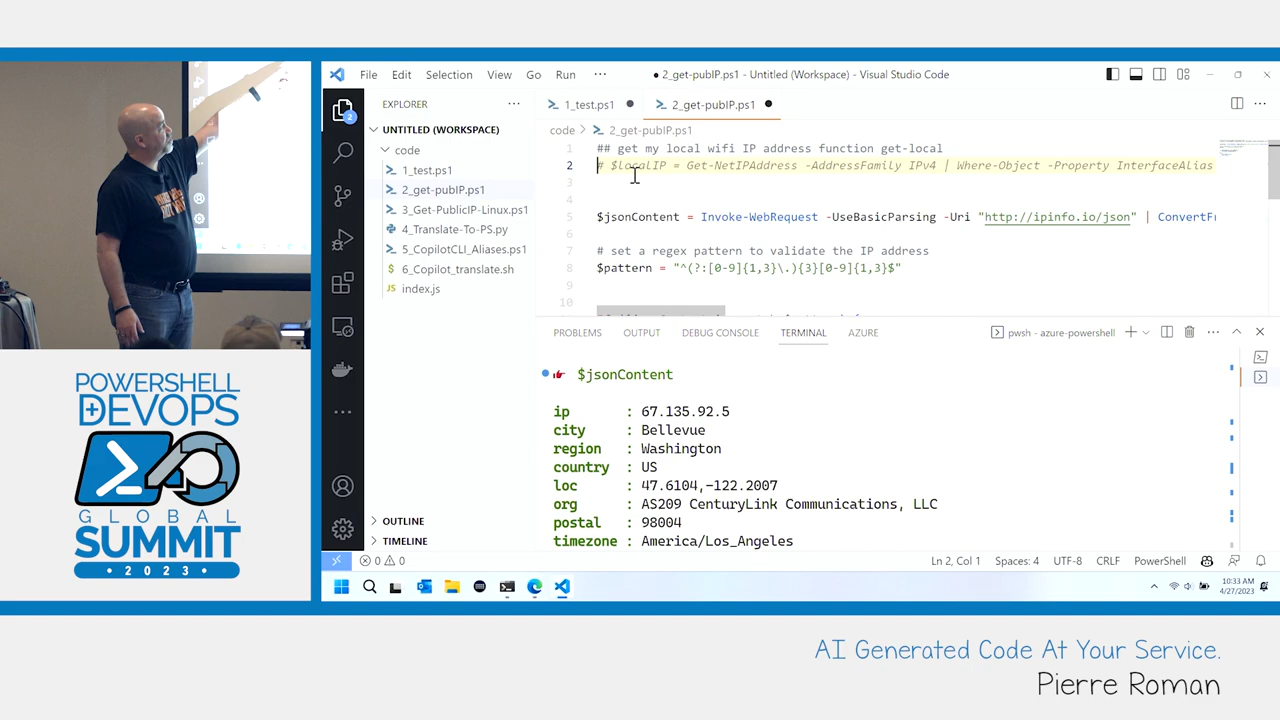 File Edit Selection View Go Run ··· ● 2_get-pubIP.ps1 - Untitled (Workspace) - Visual Studio Code
EXPLORER ···
1_test.ps1 ●
2_get-pubIP.ps1 ●
UNTITLED (WORKSPACE)
code
1_test.ps1
2_get-pubIP.ps1
3_Get-PublicIP-Linux.ps1
4_Translate-To-PS.py
5_CopilotCLI_Aliases.ps1
6_Copilot_translate.sh
index.js
OUTLINE
TIMELINE
code > 2_get-pubIP.ps1
1 ## get my local wifi IP address function get-local
2 # $localIP = Get-NetIPAddress -AddressFamily IPv4 | Where-Object -Property InterfaceAlias
3
4
5 $jsonContent = Invoke-WebRequest -UseBasicParsing -Uri "http://ipinfo.io/json" | ConvertFr
6
7 # set a regex pattern to validate the IP address
8 $pattern = "^(?:[0-9]{1,3}\.){3}[0-9]{1,3}$"
9
10
PROBLEMS OUTPUT DEBUG CONSOLE TERMINAL AZURE
pwsh - azure-powershell
$jsonContent
ip : 67.135.92.5
city : Bellevue
region : Washington
country : US
loc : 47.6104,-122.2007
org : AS209 CenturyLink Communications, LLC
postal : 98004
timezone : America/Los_Angeles
0 0 Ln 2, Col 1 Spaces: 4 UTF-8 CRLF PowerShell
10:33 AM
4/27/2023
POWERSHELL
+DEVOPS
GLOBAL
SUMMIT
• 2023 •
AI Generated Code At Your Service.
Pierre Roman